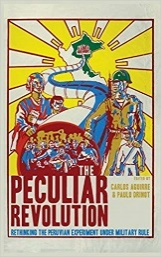 THE
PECULIAR
REVOLUTION
EDITED BY
CARLOS AGUIRRE
& PAULO DRINOT
RETHINKING THE PERUVIAN EXPERIMENT UNDER MILITARY RULE